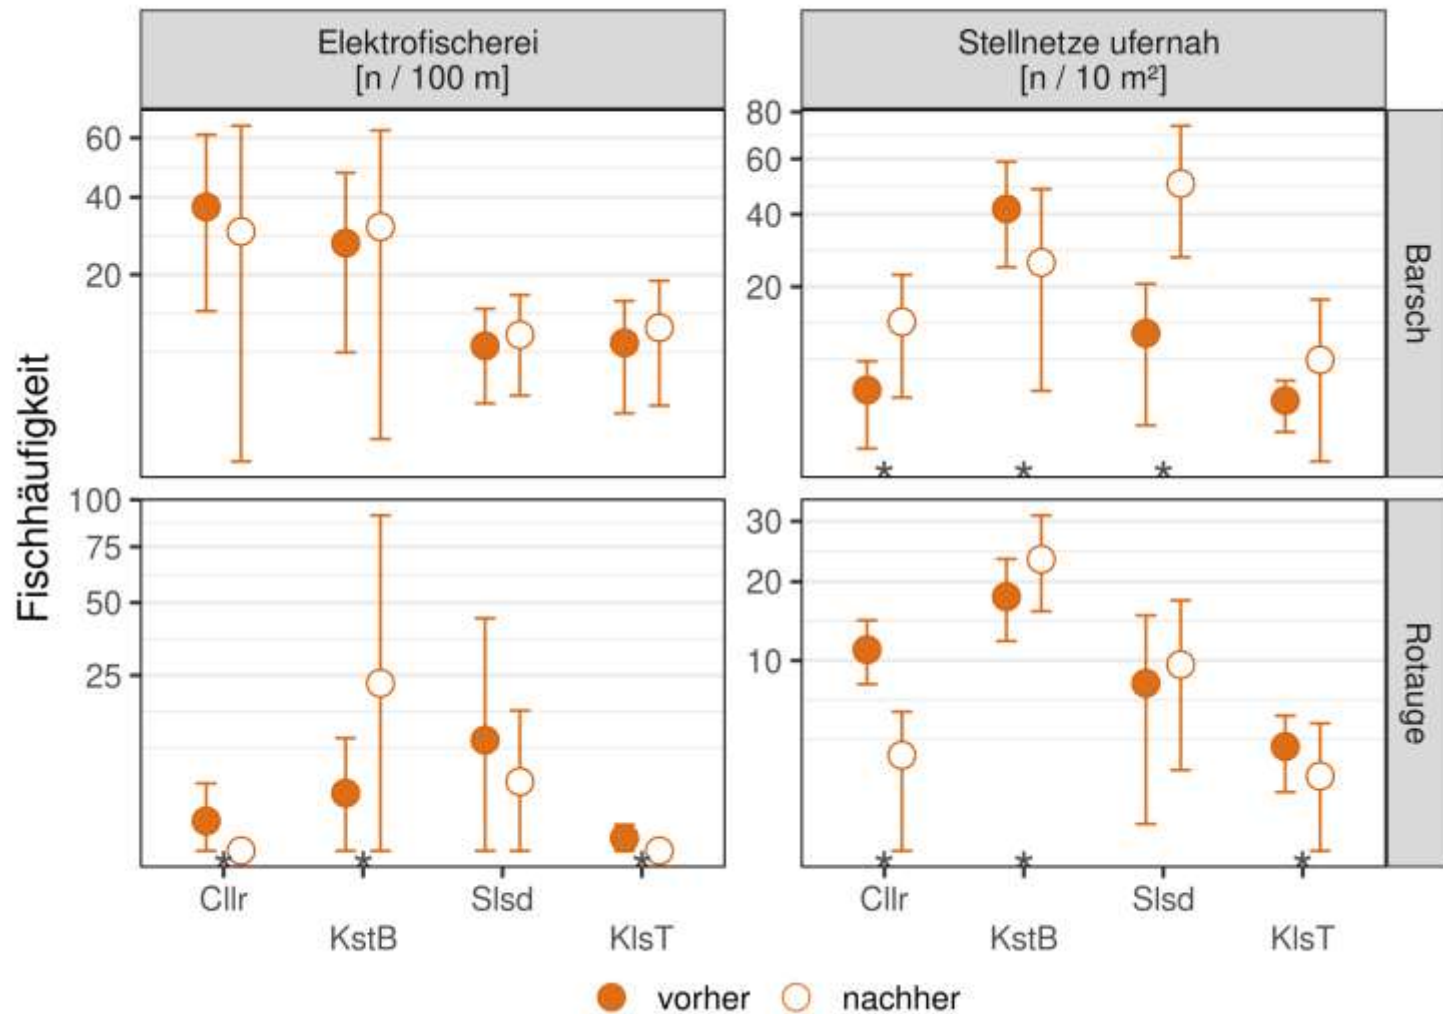 Elektrofischerei
[n / 100 m]
Stellnetze ufernah
[n / 10 m²]
Fischhäufigkeit
60
40
20
80
60
40
20
Barsch
* * *
100
75
50
25
30
20
10
Rotauge
* * *
* * *
Cllr
KstB
Slsd
KlsT
Cllr
KstB
Slsd
KlsT
vorher
nachher